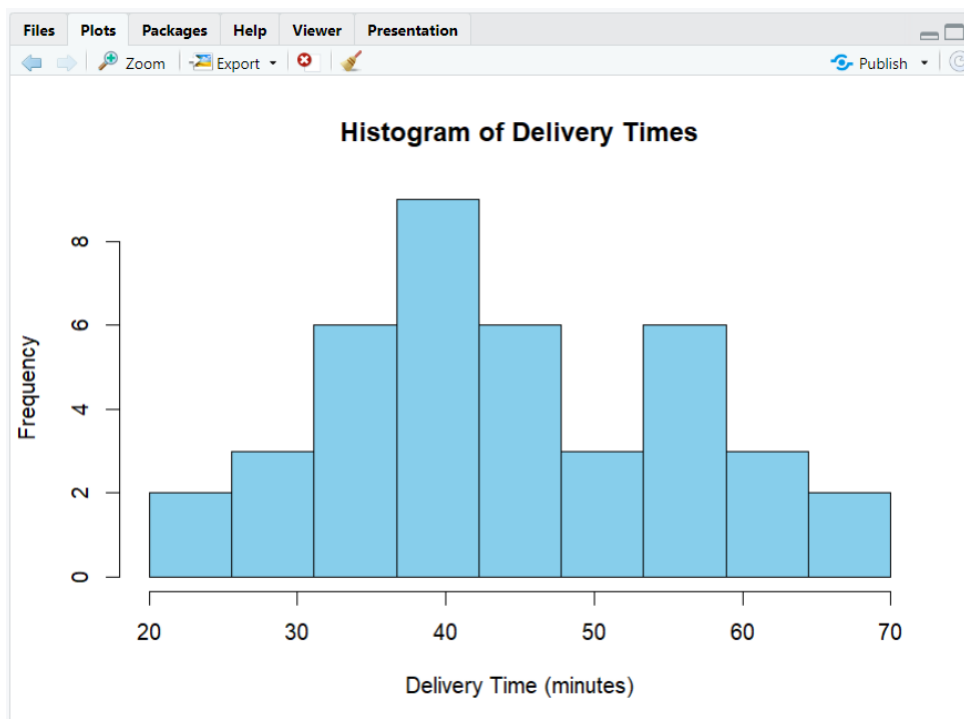 Files Plots Packages Help Viewer Presentation
Zoom Export Publish
Histogram of Delivery Times
8
6
4
2
0
Frequency
20 30 40 50 60 70
Delivery Time (minutes)